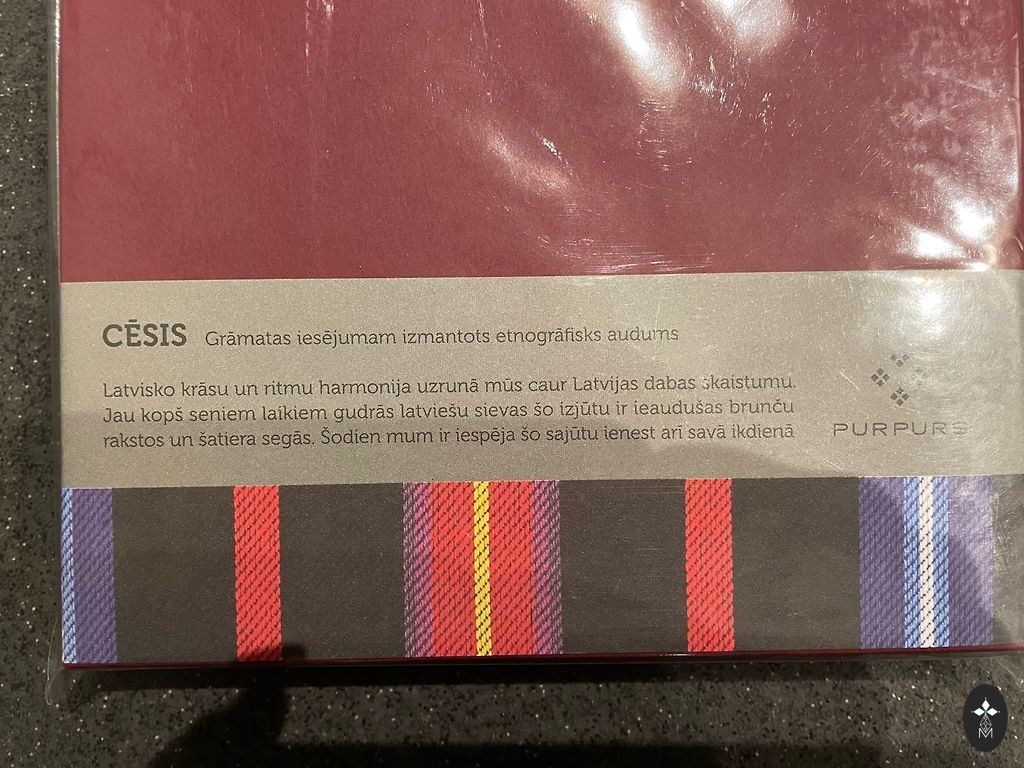 CĒSIS Grāmatas iesējumam izmantots etnogrāfisks audums
Latvisko krāsu un ritmu harmonija uzrunā mūs caur Latvijas dabas skaistumu.
Jau kopš seniem laikiem gudrās latviešu sievas šo izjūtu ir ieaudušas brunču
rakstos un šatiera segās. Šodien mum ir iespēja šo sajūtu ienest arī savā ikdienā
PURPURS
M